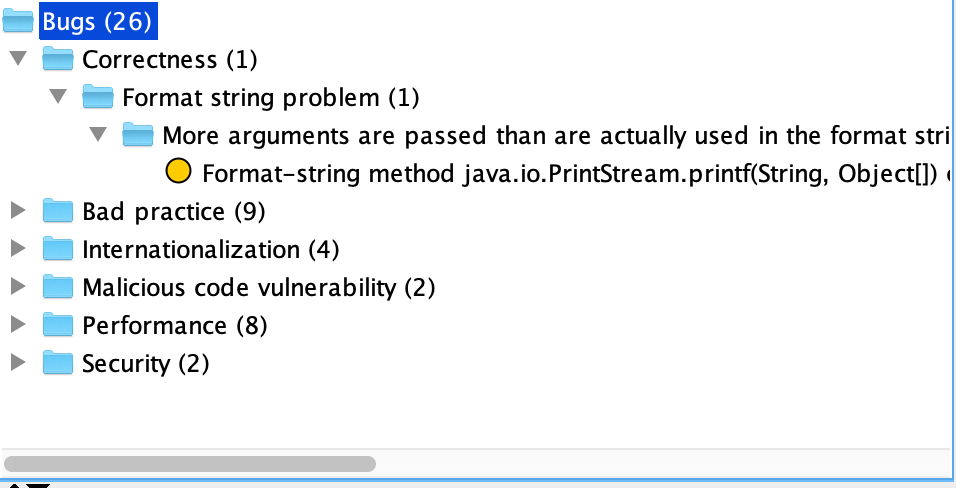 Bugs (26)
Correctness (1)
Format string problem (1)
More arguments are passed than are actually used in the format
Format-string method java.io.PrintStream.printf(String, Object[])
Bad practice (9)
Internationalization (4)
Malicious code vulnerability (2)
Performance (8)
Security (2)